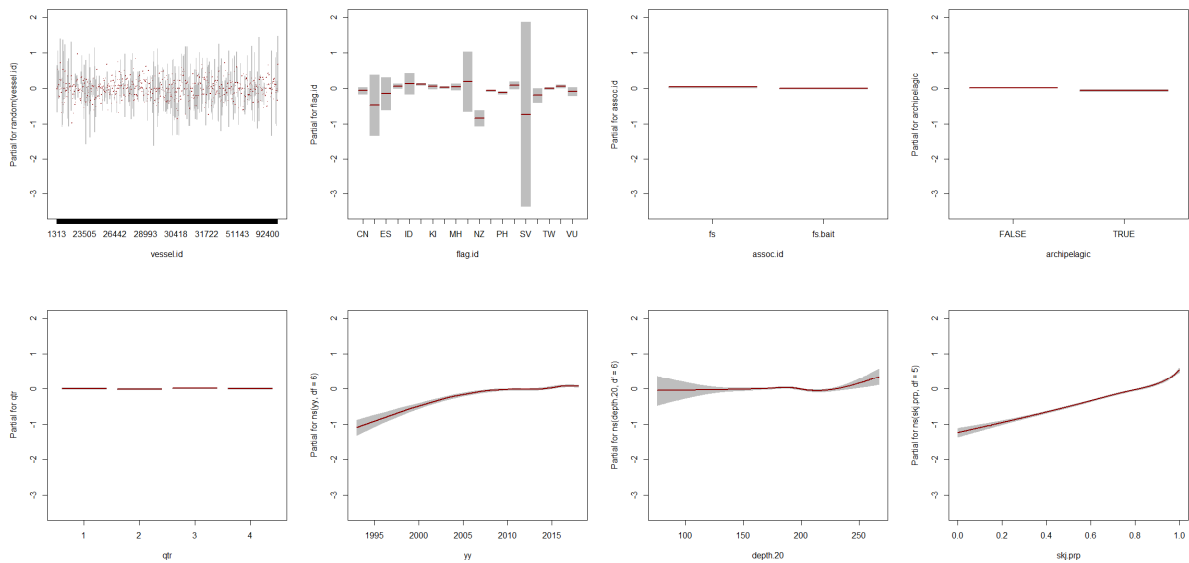 Partial for random(vessel.id)
2
1
0
-1
-2
-3
1313 23505 26442 28993 30418 31722 51143 92400
vessel.id
Partial for flag.id
2
1
0
-1
-2
-3
CN ES ID KI MH NZ PH SV TW VU
flag.id
Partial for assoc.id
2
1
0
-1
-2
-3
fs fs.bait
assoc.id
Partial for archipelagic
2
1
0
-1
-2
-3
FALSE TRUE
archipelagic
Partial for qtr
2
1
0
-1
-2
-3
1 2 3 4
qtr
Partial for ns(yy, df = 6)
2
1
0
-1
-2
-3
1995 2000 2005 2010 2015
yy
Partial for ns(depth.20, df = 6)
2
1
0
-1
-2
-3
100 150 200 250
depth.20
Partial for ns(skj.prp, df = 5)
2
1
0
-1
-2
-3
0.0 0.2 0.4 0.6 0.8 1.0
skj.prp